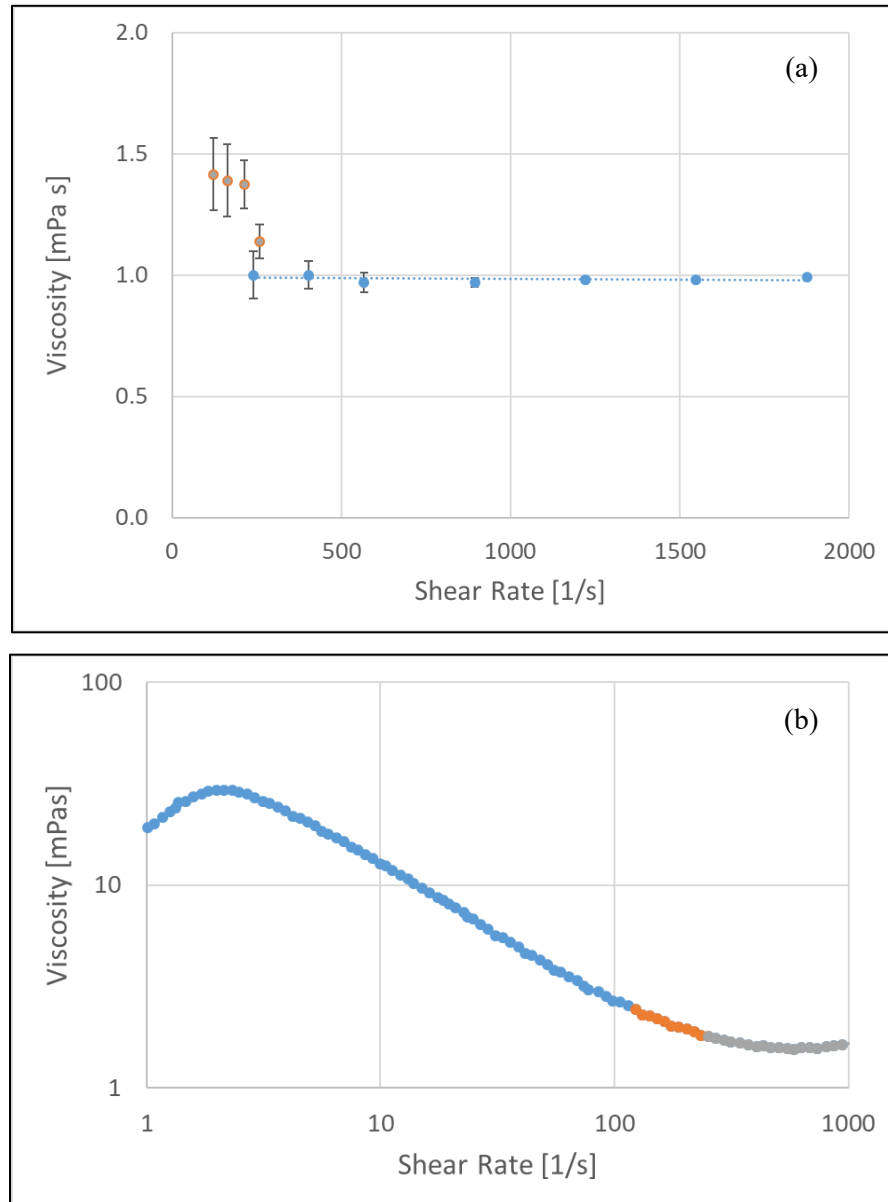 (a)
Viscosity [mPa s]
2.0
1.5
1.0
0.5
0.0
0 500 1000 1500 2000
Shear Rate [1/s]
(b)
Viscosity [mPas]
100
10
1
1 10 100 1000
Shear Rate [1/s]